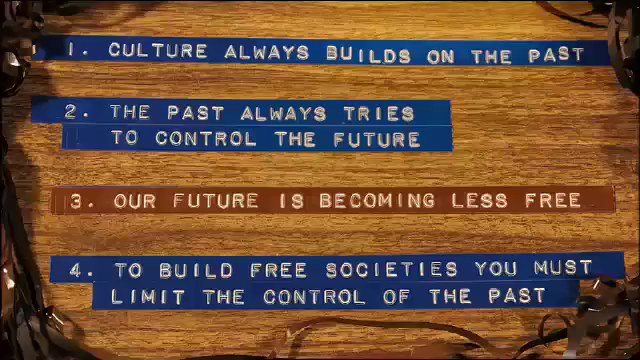 1. CULTURE ALWAYS BUILDS ON THE PAST
2. THE PAST ALWAYS TRIES
TO CONTROL THE FUTURE
3. OUR FUTURE IS BECOMING LESS FREE
4. TO BUILD FREE SOCIETIES YOU MUST
LIMIT THE CONTROL OF THE PAST